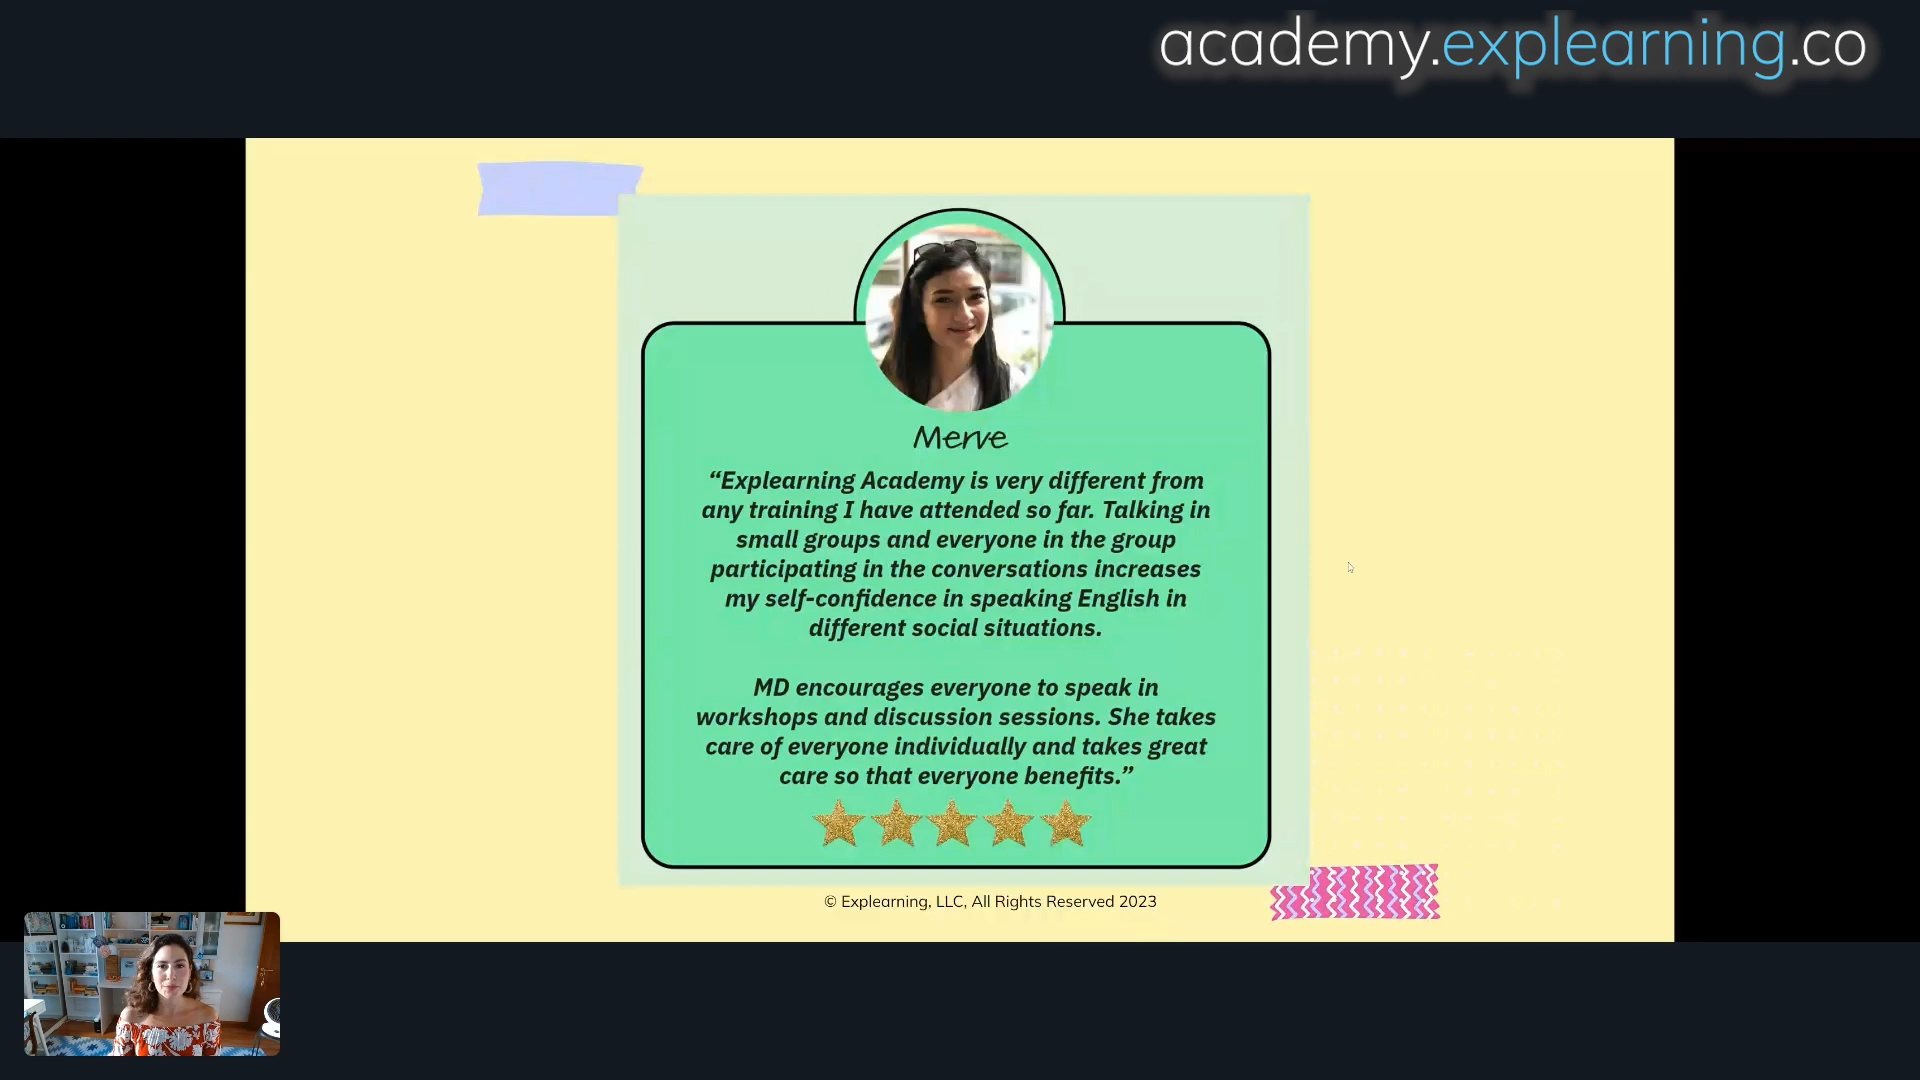 academy.explearning.co
Merve
“Explearning Academy is very different from
any training I have attended so far. Talking in
small groups and everyone in the group
participating in the conversations increases
my self-confidence in speaking English in
different social situations.
MD encourages everyone to speak in
workshops and discussion sessions. She takes
care of everyone individually and takes great
care so that everyone benefits.”
© Explearning, LLC, All Rights Reserved 2023